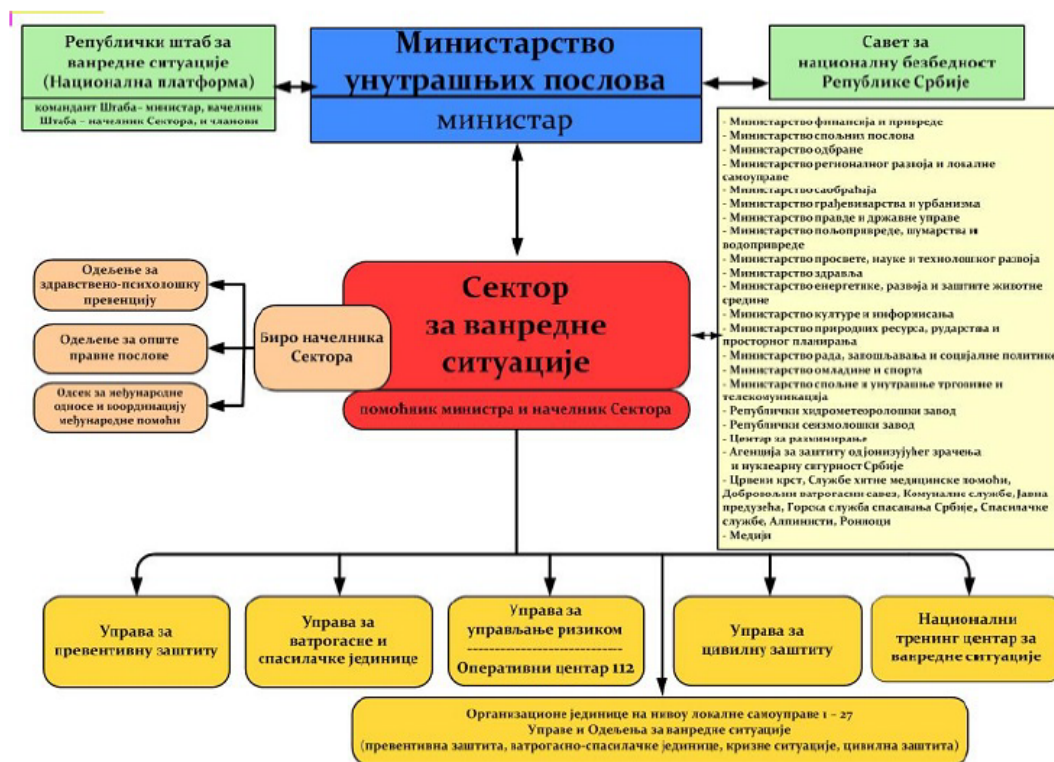 Републички штаб за
ванредне ситуације
(Национална платформа)
командант Штаба– министар, начелник
Штаба – начелник Сектора, и чланови
Министарство
унутрашњих послова
министар
Савет за
националну безбедност
Републике Србије
- Министарство финансија и привреде
- Министарство спољних послова
- Министарство одбране
- Министарство регионалног развоја и локалне
самоуправе
- Министарство саобраћаја
- Министарство грађевинарства и урбанизма
- Министарство правде и државне управе
- Министарство пољопривреде, шумарства и
водопривреде
- Министарство просвете, науке и технолошког развоја
- Министарство здравља
- Министарство енергетике, развоја и заштите животне
средине
- Министарство културе и информисања
- Министарство природних ресурса, рударства и
просторног планирања
- Министарство рада, запошљавања и социјалне политике
- Министарство омладине и спорта
- Министарство спољне и унутрашње трговине и
телекомуникација
- Републички хидрометеоролошки завод
- Републички сеизмолошки завод
- Центар за разминирање
- Агенција за заштиту од јонизујућег зрачења
и нуклеарну сигурност Србије
- Црвени крст, Службе хитне медицинске помоћи,
Добровољни ватрогасни савез, Комуналне службе, Јавна
предузећа, Горска служба спасавања Србије, Спасилачке
службе, Алпинисти, Рониоци
- Медији
Одељење за
здравствено-психолошку
превенцију
Одељење за опште
правне послове
Одсек за међународне
односе и координацију
међународне помоћи
Биро начелника
Сектора
Сектор
за ванредне
ситуације
помоћник министра и начелник Сектора
Управа за
превентивну заштиту
Управа за
ватрогасне и
спасилачке јединице
Управа за
управљање ризиком
------------------------------
Оперативни центар 112
Управа за
цивилну заштиту
Национални
тренинг центар за
ванредне ситуације
Организационе јединице на нивоу локалне самоуправе 1 – 27
Управе и Одељења за ванредне ситуације
(превентивна заштита, ватрогасно-спасилачке јединице, кризне ситуације, цивилна заштита)